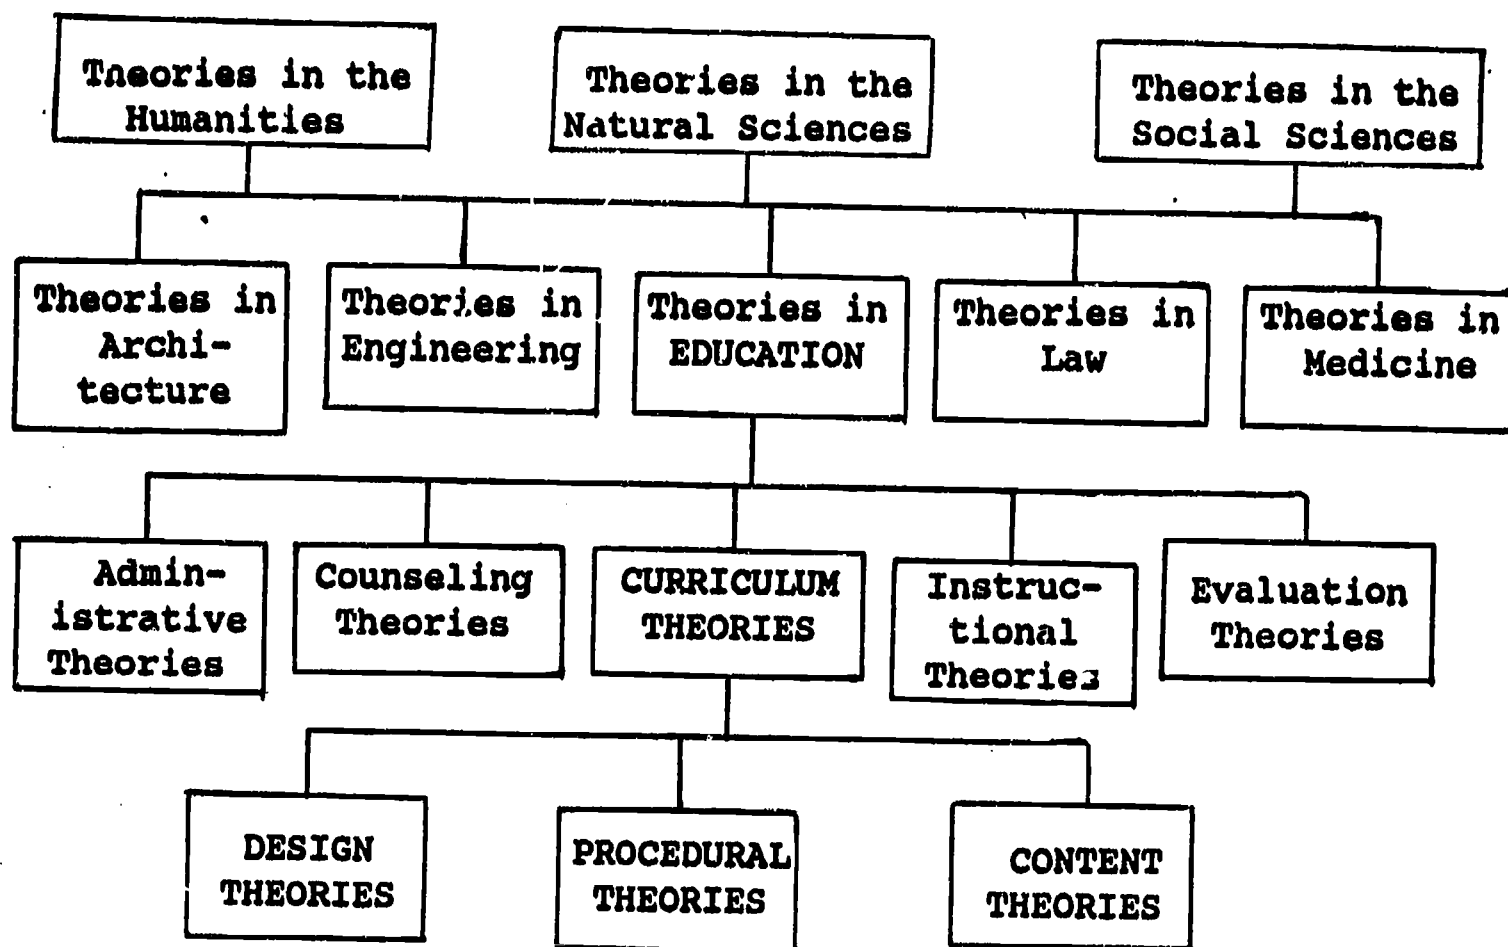 Theories in the
Humanities
Theories in the
Natural Sciences
Theories in the
Social Sciences
Theories in
Archi-
tecture
Theories in
Engineering
Theories in
EDUCATION
Theories in
Law
Theories in
Medicine
Admin-
istrative
Theories
Counseling
Theories
CURRICULUM
THEORIES
Instruc-
tional
Theories
Evaluation
Theories
DESIGN
THEORIES
PROCEDURAL
THEORIES
CONTENT
THEORIES